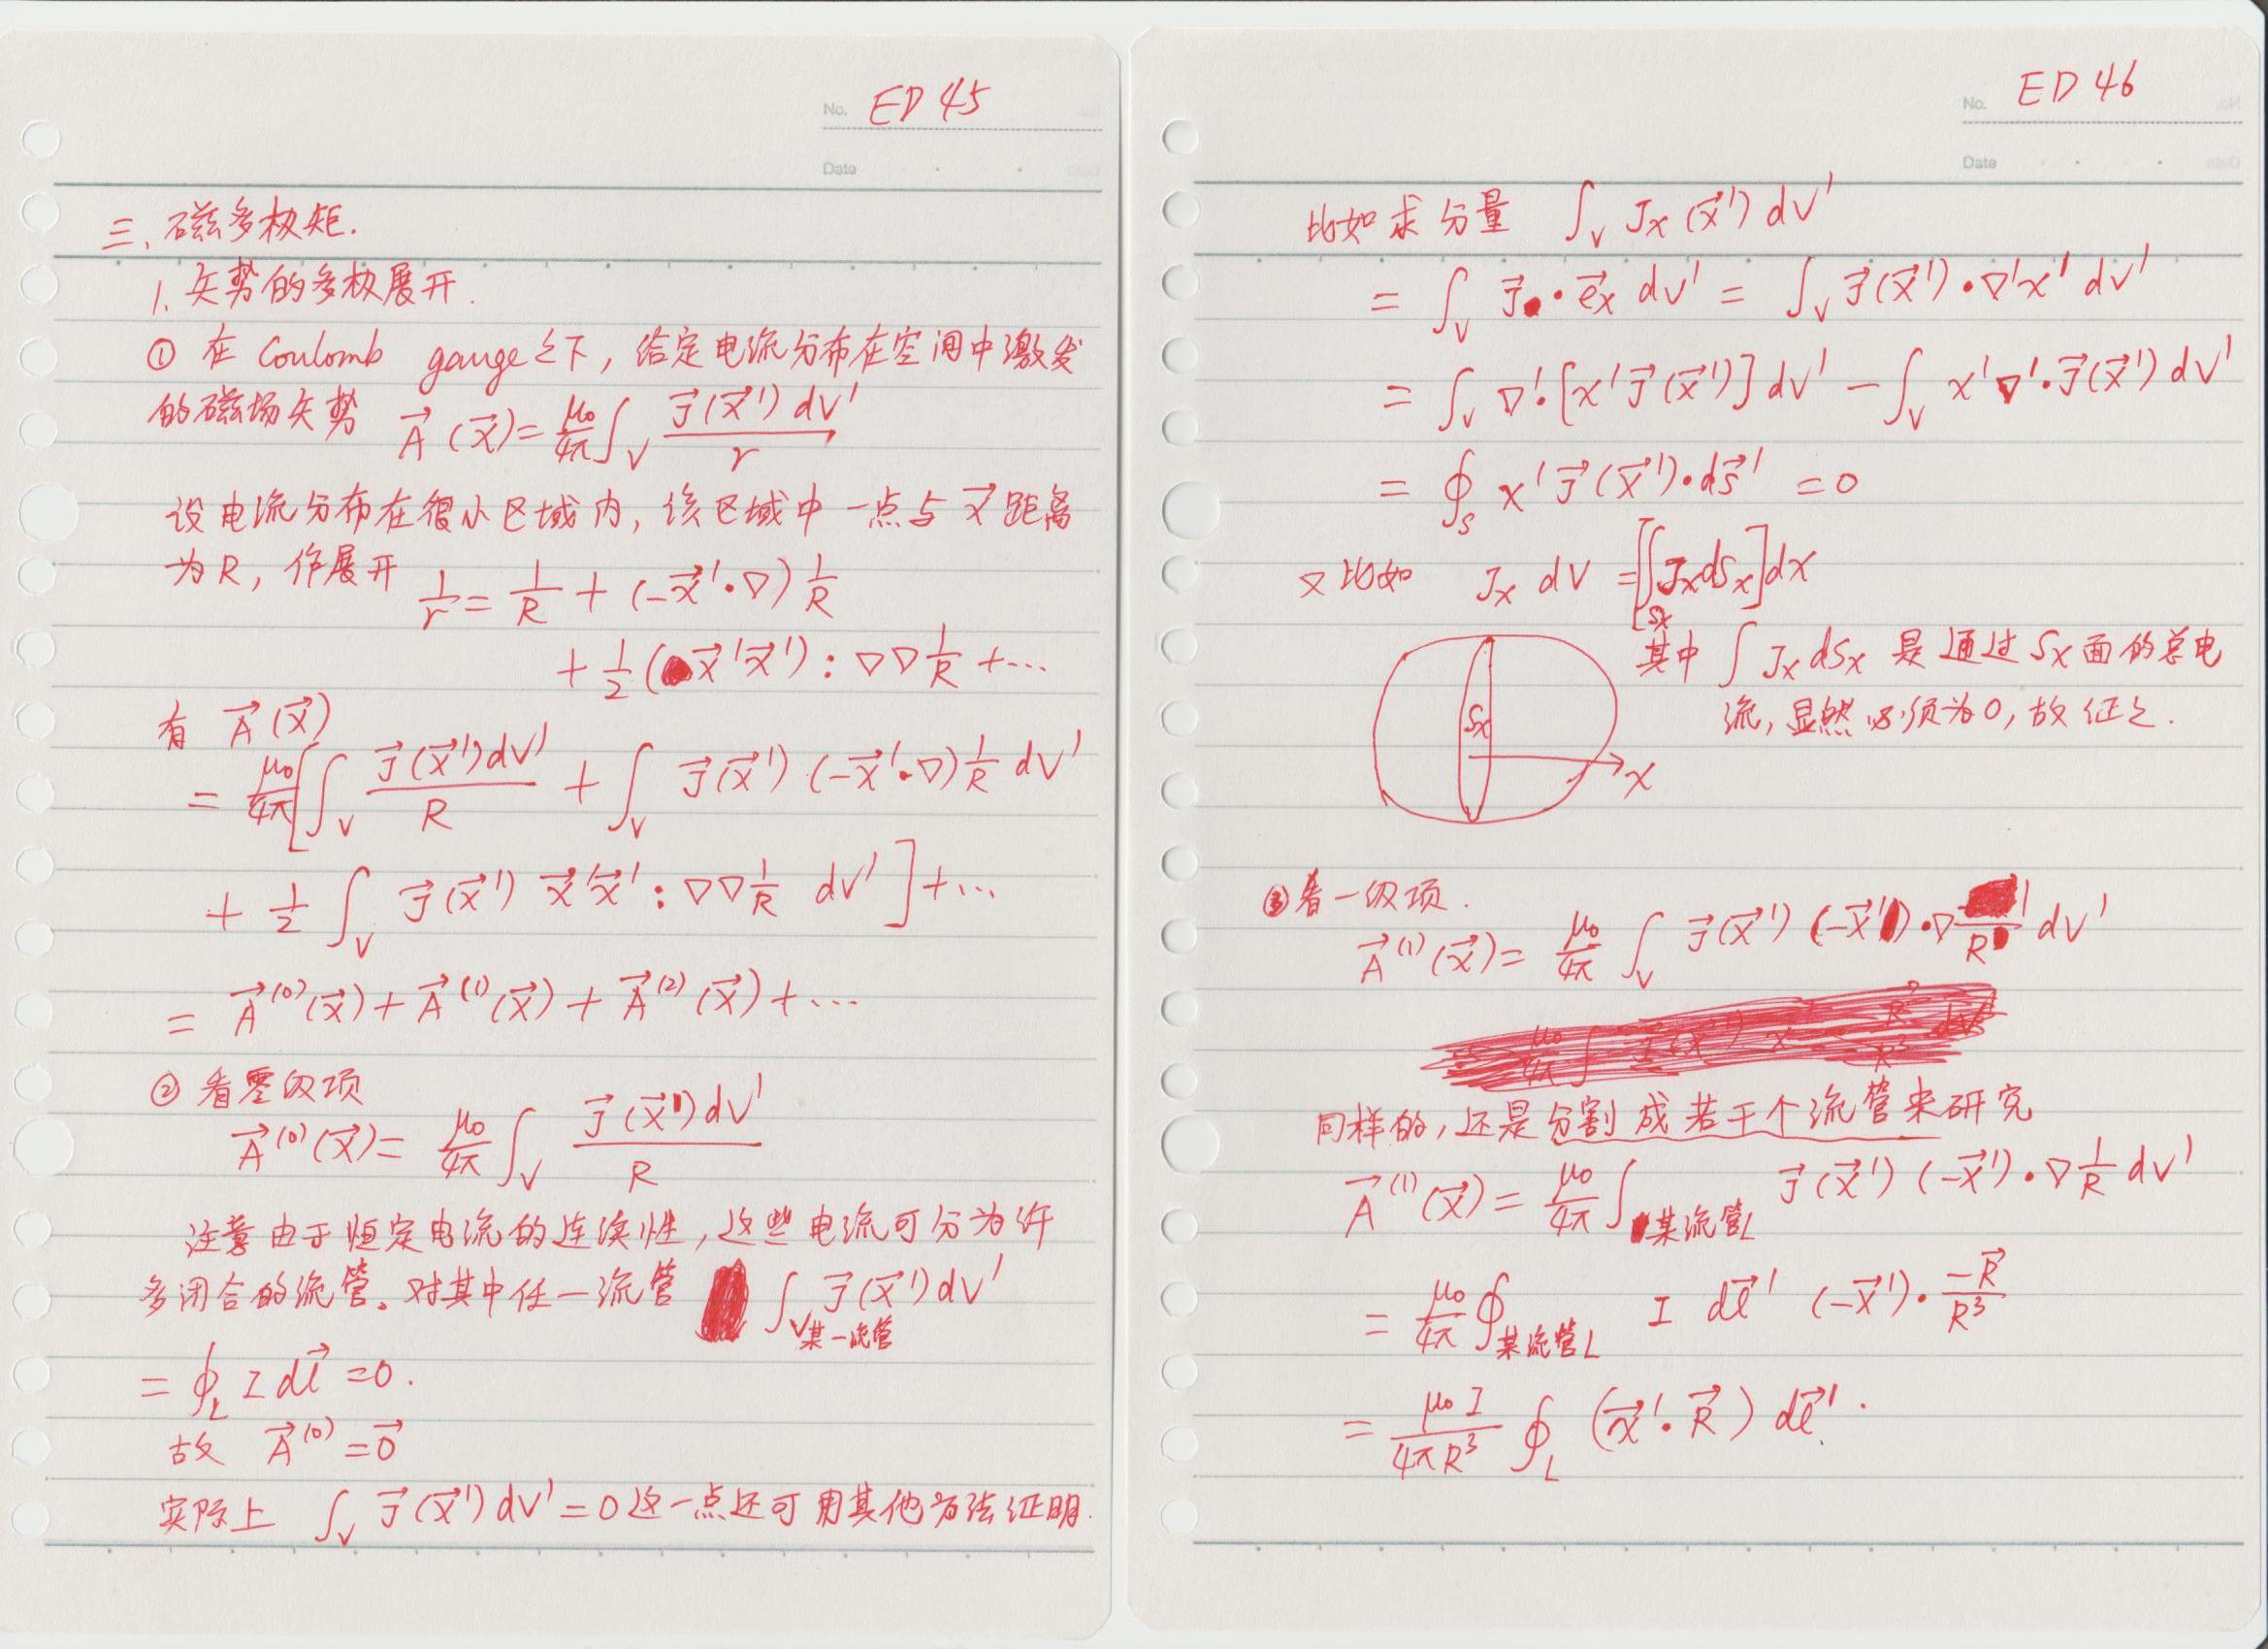 No. ED 45
Date
三、磁多极矩.
1. 矢势的多极展开.
① 在 Coulomb gauge之下, 给定电流分布在空间中激发
的磁场矢势 $\vec{A}(\vec{x})=\frac{\mu_0}{4\pi}\int_V \frac{\vec{J}(\vec{x}')dV'}{r}$
设电流分布在很小区域内, 该区域中一点与 $\vec{x}$ 距离
为R, 作展开 $\frac{1}{r}=\frac{1}{R}+(-\vec{x}'\cdot\nabla)\frac{1}{R}$
$+\frac{1}{2}(\vec{x}'\vec{x}'):\nabla\nabla\frac{1}{R}+\cdots$
有 $\vec{A}(\vec{x})$
$=\frac{\mu_0}{4\pi}\left[\int_V \frac{\vec{J}(\vec{x}')dV'}{R}+\int_V \vec{J}(\vec{x}')(-\vec{x}'\cdot\nabla)\frac{1}{R}dV'\right.$
$\left.+\frac{1}{2}\int_V \vec{J}(\vec{x}')\vec{x}'\vec{x}':\nabla\nabla\frac{1}{R}dV'\right]+\cdots$
$=\vec{A}^{(0)}(\vec{x})+\vec{A}^{(1)}(\vec{x})+\vec{A}^{(2)}(\vec{x})+\cdots$
② 看零级项
$\vec{A}^{(0)}(\vec{x})=\frac{\mu_0}{4\pi}\int_V \frac{\vec{J}(\vec{x}')dV'}{R}$
注意由于恒定电流的连续性, 这些电流可分为许
多闭合的流管。对其中任一流管 $\int_{V某一流管}\vec{J}(\vec{x}')dV'$
$=\oint_L I d\vec{l}=0.$
故 $\vec{A}^{(0)}=\vec{0}$
实际上 $\int_V \vec{J}(\vec{x}')dV'=0$ 这一点还可用其他方法证明.
No. ED 46
Date
比如求分量 $\int_V J_x(\vec{x}')dV'$
$=\int_V \vec{J}\cdot\vec{e}_x dV'=\int_V \vec{J}(\vec{x}')\cdot\nabla'x'dV'$
$=\int_V \nabla'\cdot[x'\vec{J}(\vec{x}')]dV'-\int_V x'\nabla'\cdot\vec{J}(\vec{x}')dV'$
$=\oint_S x'\vec{J}(\vec{x}')\cdot d\vec{s}'=0$
又比如 $J_x dV=\left[\int_{S_x} J_x dS_x\right]dx$
其中 $\int J_x dS_x$ 是通过 $S_x$ 面的总电
流, 显然必须为0, 故证之.
$S_x$
x
③看一级项.
$\vec{A}^{(1)}(\vec{x})=\frac{\mu_0}{4\pi}\int_V \vec{J}(\vec{x}')(-\vec{x}')\cdot\nabla\frac{1}{R}dV'$
同样的, 还是分割成若干个流管来研究
$\vec{A}^{(1)}(\vec{x})=\frac{\mu_0}{4\pi}\int_{某流管L}\vec{J}(\vec{x}')(-\vec{x}')\cdot\nabla\frac{1}{R}dV'$
$=\frac{\mu_0}{4\pi}\oint_{某流管L} I d\vec{l}'(-\vec{x}')\cdot\frac{-\vec{R}}{R^3}$
$=\frac{\mu_0 I}{4\pi R^3}\oint_L(\vec{x}'\cdot\vec{R})d\vec{l}'.$